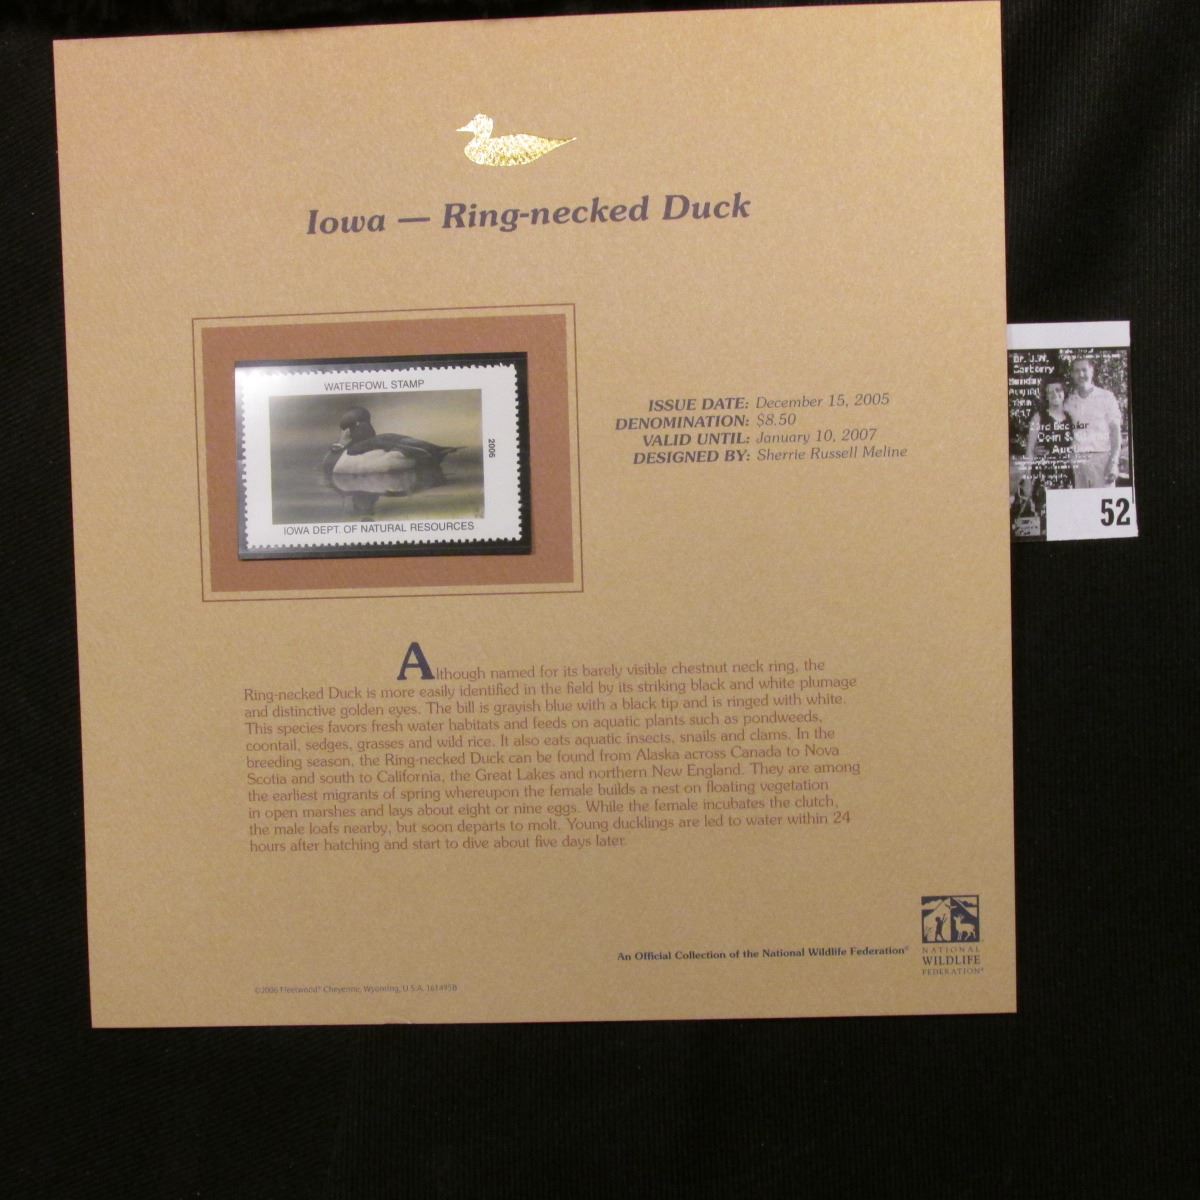 Iowa — Ring-necked Duck
WATERFOWL STAMP
2006
IOWA DEPT. OF NATURAL RESOURCES
ISSUE DATE: December 15, 2005
DENOMINATION: $8.50
VALID UNTIL: January 10, 2007
DESIGNED BY: Sherrie Russell Meline
Although named for its barely visible chestnut neck ring, the
Ring-necked Duck is more easily identified in the field by its striking black and white plumage
and distinctive golden eyes. The bill is grayish blue with a black tip and is ringed with white.
This species favors fresh water habitats and feeds on aquatic plants such as pondweeds,
coontail, sedges, grasses and wild rice. It also eats aquatic insects, snails and clams. In the
breeding season, the Ring-necked Duck can be found from Alaska across Canada to Nova
Scotia and south to California, the Great Lakes and northern New England. They are among
the earliest migrants of spring whereupon the female builds a nest on floating vegetation
in open marshes and lays about eight or nine eggs. While the female incubates the clutch,
the male loafs nearby, but soon departs to molt. Young ducklings are led to water within 24
hours after hatching and start to dive about five days later.
An Official Collection of the National Wildlife Federation®
NATIONAL
WILDLIFE
FEDERATION®
©2006 Fleetwood® Cheyenne, Wyoming, U.S.A. 161495B
Dr. J.W.
Carberry
Sunday
August
Coin &
52